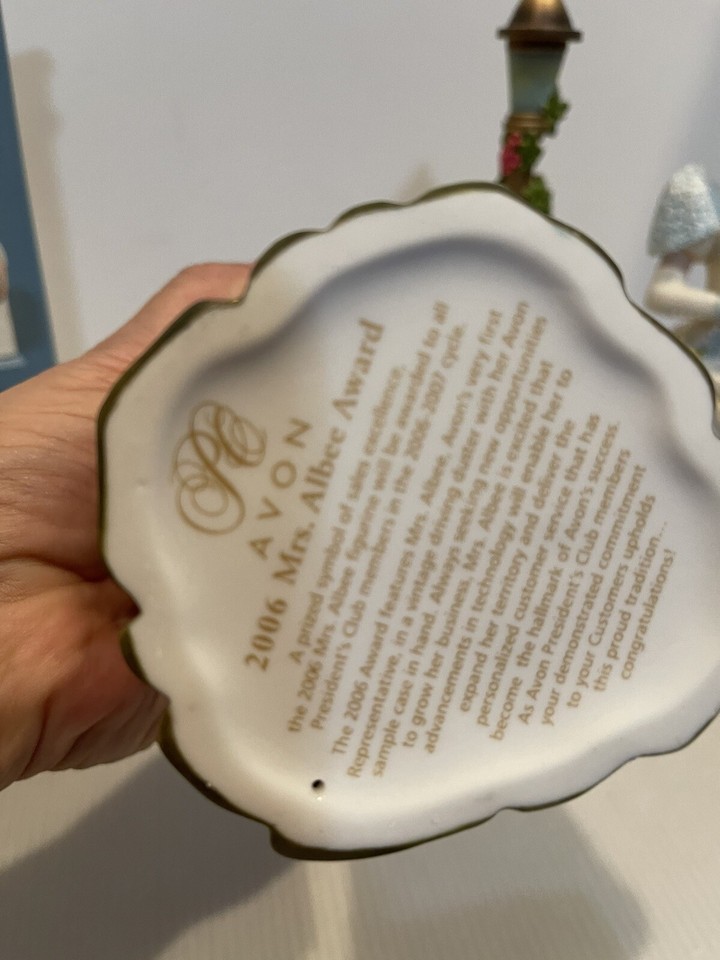 PC
AVON
2006 Mrs. Albee Award
A prized symbol of sales excellence,
the 2006 Mrs. Albee figurine will be awarded to all
President's Club members in the 2006-2007 cycle.
The 2006 Award features Mrs. Albee, Avon's very first
Representative, in a vintage driving duster with her Avon
sample case in hand. Always seeking new opportunities
to grow her business, Mrs. Albee is excited that
advancements in technology will enable her to
expand her territory and deliver the
personalized customer service that has
become the hallmark of Avon's success.
As Avon President's Club members
your demonstrated commitment
to your Customers upholds
this proud tradition...
congratulations!